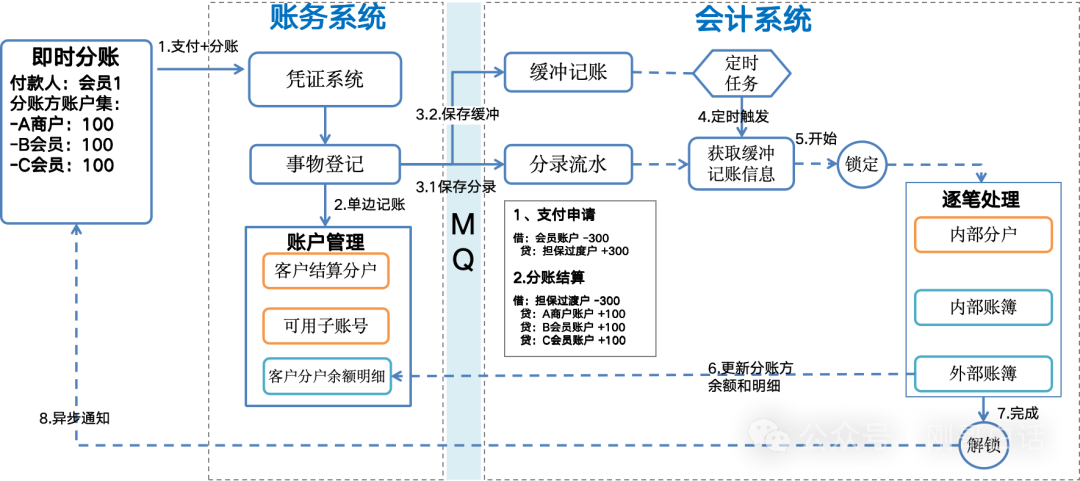 账务系统
会计系统
即时分账
付款人：会员1
分账方账户集：
-A商户：100
-B会员：100
-C会员：100
1.支付+分账
凭证系统
事物登记
2.单边记账
账户管理
客户结算分户
可用子账号
客户分户余额明细
3.2.保存缓冲
3.1保存分录
MQ
缓冲记账
定时
任务
4.定时触发
分录流水
获取缓冲
记账信息
5.开始
锁定
1、支付申请
借：会员账户 -300
贷：担保过度户 +300
2.分账结算
借：担保过渡户 -300
贷：A商户账户 +100
贷：B会员账户 +100
贷：C会员账户 +100
逐笔处理
内部分户
内部账簿
外部账簿
6.更新分账方
余额和明细
7.完成
解锁
8.异步通知
公众号